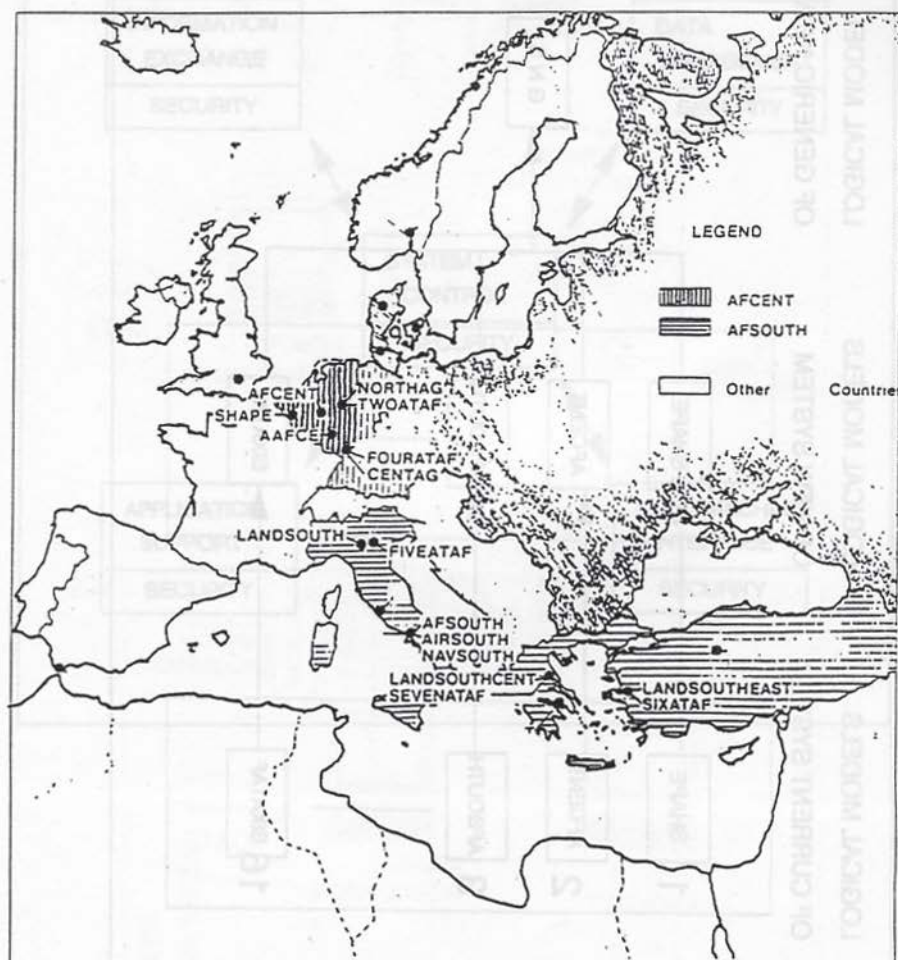 LEGEND
AFCENT
AFSOUTH
Other Countries
AFCENT
SHAPE
AAFCE
NORTHAG
TWOATAF
FOURATAF
CENTAG
LANDSOUTH
FIVEATAF
AFSOUTH
AIRSOUTH
NAVSOUTH
LANDSOUTHCENT
SEVENATAF
LANDSOUTHEAST
SIXATAF